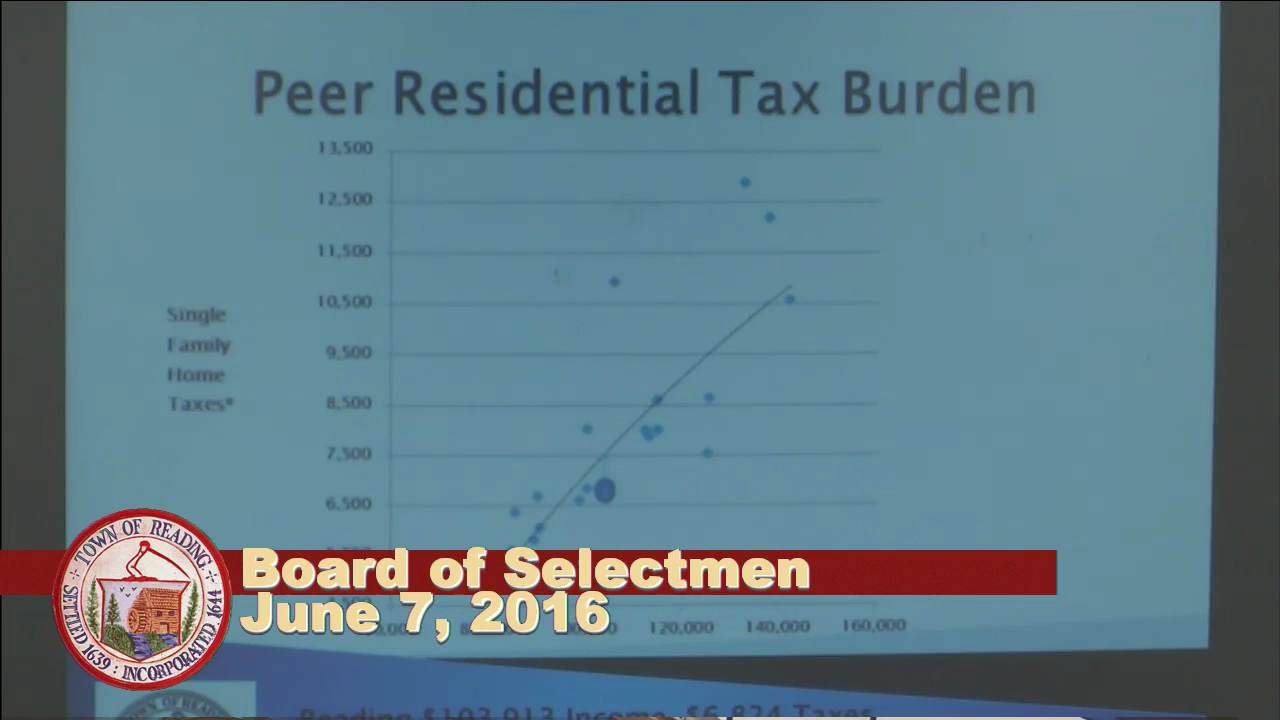 Peer Residential Tax Burden
13,500
12,500
11,500
10,500
9,500
8,500
7,500
6,500
Single
Family
Home
Taxes*
120,000
140,000
160,000
TOWN OF READING
SETTLED 1639 : INCORPORATED 1644
Board of Selectmen
June 7, 2016
Reading $103,913 Income, $6,824 Taxes